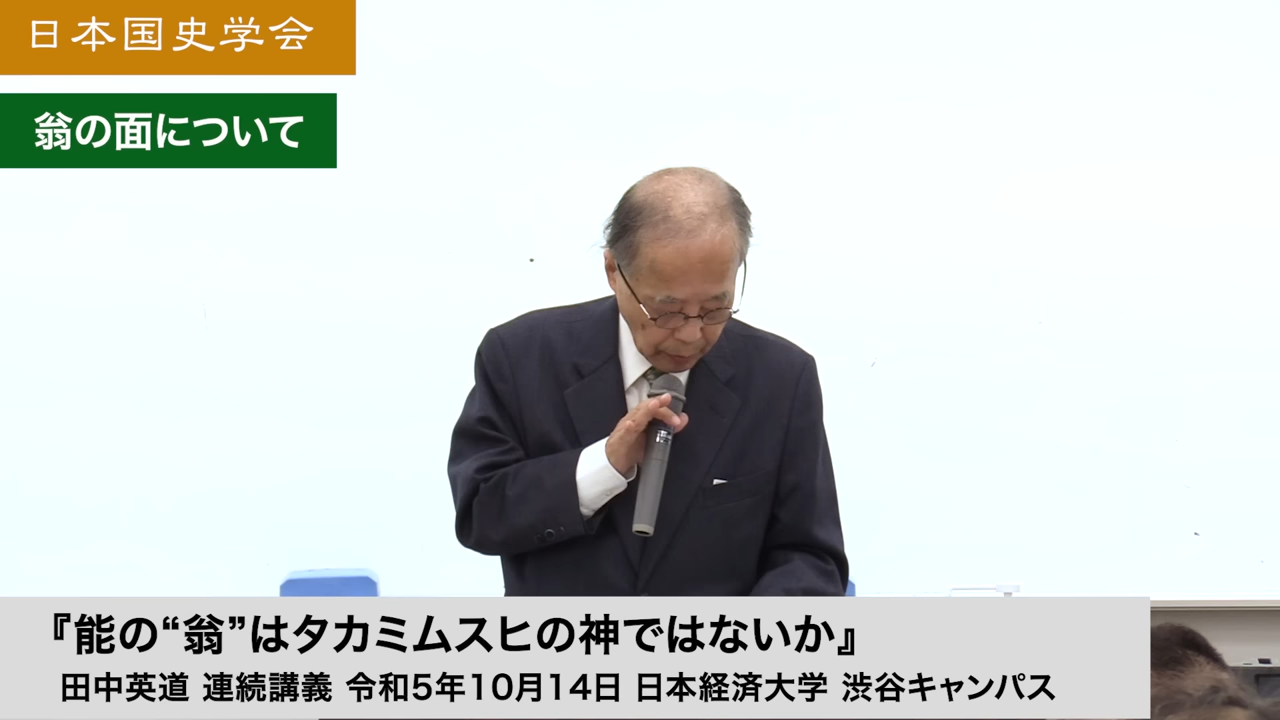 日本国史学会
翁の面について
『能の“翁”はタカミムスヒの神ではないか』
田中英道 連続講義 令和5年10月14日 日本経済大学 渋谷キャンパス